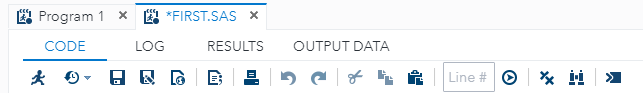 Program 1 *FIRST.SAS
CODE LOG RESULTS OUTPUT DATA
Line #